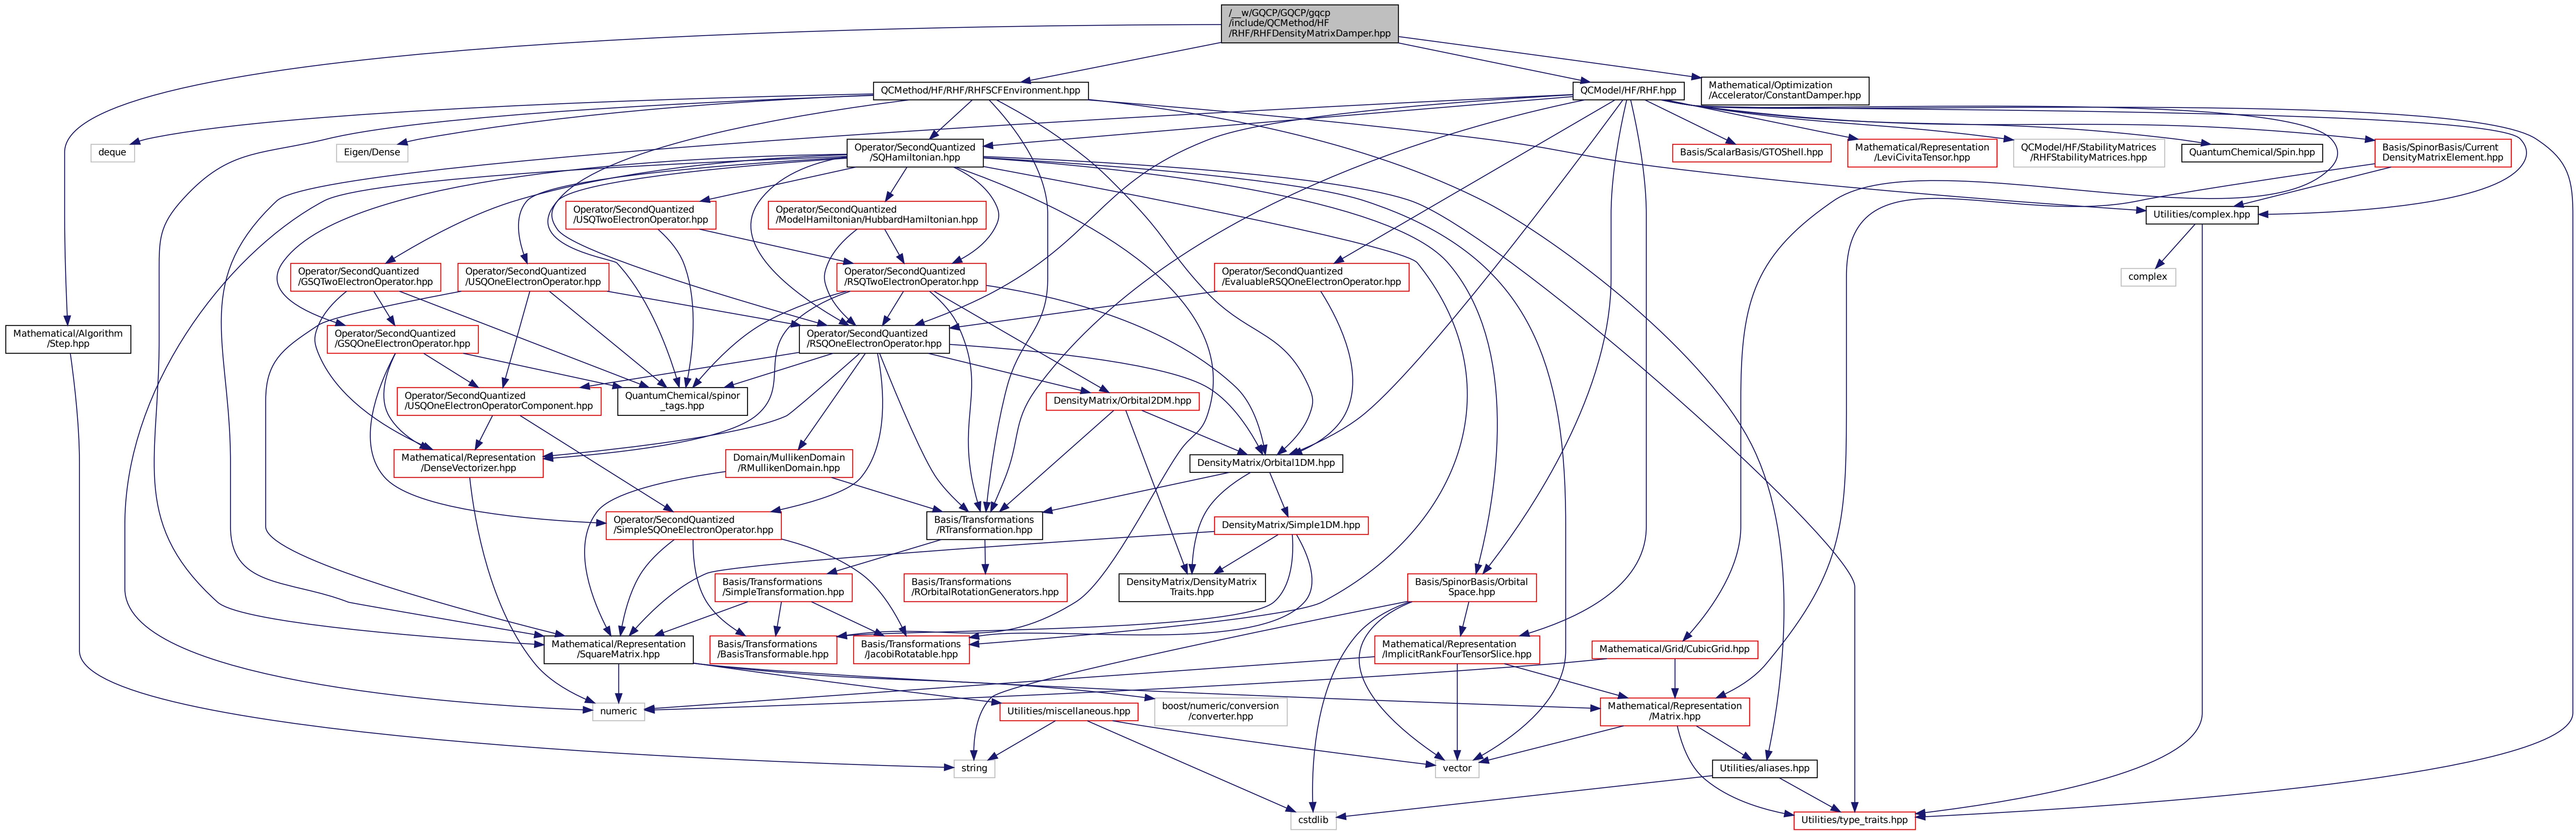 /__w/GQCP/GQCP/gqcp
/include/QCMethod/HF
/RHF/RHFDensityMatrixDamper.hpp
QCMethod/HF/RHF/RHFSCFEnvironment.hpp
QCModel/HF/RHF.hpp
Mathematical/Optimization
/Accelerator/ConstantDamper.hpp
deque
Eigen/Dense
Operator/SecondQuantized
/SQHamiltonian.hpp
Basis/ScalarBasis/GTOShell.hpp
Mathematical/Representation
/LeviCivitaTensor.hpp
QCModel/HF/StabilityMatrices
/RHFStabilityMatrices.hpp
QuantumChemical/Spin.hpp
Basis/SpinorBasis/Current
DensityMatrixElement.hpp
Operator/SecondQuantized
/USQTwoElectronOperator.hpp
Operator/SecondQuantized
/ModelHamiltonian/HubbardHamiltonian.hpp
Utilities/complex.hpp
Operator/SecondQuantized
/GSQTwoElectronOperator.hpp
Operator/SecondQuantized
/USQOneElectronOperator.hpp
Operator/SecondQuantized
/RSQTwoElectronOperator.hpp
Operator/SecondQuantized
/EvaluableRSQOneElectronOperator.hpp
complex
Mathematical/Algorithm
/Step.hpp
Operator/SecondQuantized
/GSQOneElectronOperator.hpp
Operator/SecondQuantized
/RSQOneElectronOperator.hpp
Operator/SecondQuantized
/USQOneElectronOperatorComponent.hpp
QuantumChemical/spinor
_tags.hpp
DensityMatrix/Orbital2DM.hpp
Mathematical/Representation
/DenseVectorizer.hpp
Domain/MullikenDomain
/RMullikenDomain.hpp
DensityMatrix/Orbital1DM.hpp
Operator/SecondQuantized
/SimpleSQOneElectronOperator.hpp
Basis/Transformations
/RTransformation.hpp
DensityMatrix/Simple1DM.hpp
Basis/Transformations
/SimpleTransformation.hpp
Basis/Transformations
/ROrbitalRotationGenerators.hpp
DensityMatrix/DensityMatrix
Traits.hpp
Basis/SpinorBasis/Orbital
Space.hpp
Mathematical/Representation
/SquareMatrix.hpp
Basis/Transformations
/BasisTransformable.hpp
Basis/Transformations
/JacobiRotatable.hpp
Mathematical/Representation
/ImplicitRankFourTensorSlice.hpp
Mathematical/Grid/CubicGrid.hpp
numeric
Utilities/miscellaneous.hpp
boost/numeric/conversion
/converter.hpp
Mathematical/Representation
/Matrix.hpp
string
vector
Utilities/aliases.hpp
cstdlib
Utilities/type_traits.hpp